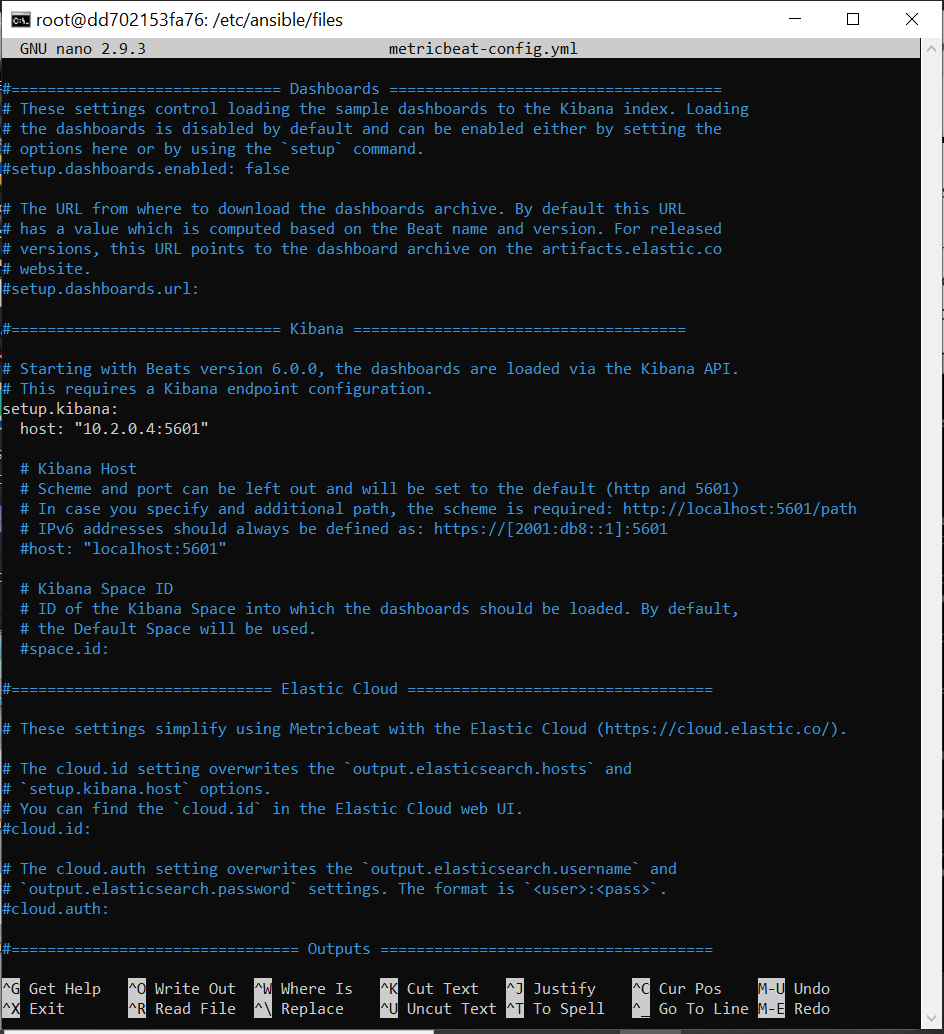 root@dd702153fa76: /etc/ansible/files
GNU nano 2.9.3 metricbeat-config.yml
#============================== Dashboards =====================================
# These settings control loading the sample dashboards to the Kibana index. Loading
# the dashboards is disabled by default and can be enabled either by setting the
# options here or by using the `setup` command.
#setup.dashboards.enabled: false
# The URL from where to download the dashboards archive. By default this URL
# has a value which is computed based on the Beat name and version. For released
# versions, this URL points to the dashboard archive on the artifacts.elastic.co
# website.
#setup.dashboards.url:
#============================== Kibana =====================================
# Starting with Beats version 6.0.0, the dashboards are loaded via the Kibana API.
# This requires a Kibana endpoint configuration.
setup.kibana:
  host: "10.2.0.4:5601"
  # Kibana Host
  # Scheme and port can be left out and will be set to the default (http and 5601)
  # In case you specify and additional path, the scheme is required: http://localhost:5601/path
  # IPv6 addresses should always be defined as: https://[2001:db8::1]:5601
  #host: "localhost:5601"
  # Kibana Space ID
  # ID of the Kibana Space into which the dashboards should be loaded. By default,
  # the Default Space will be used.
  #space.id:
#============================= Elastic Cloud ==================================
# These settings simplify using Metricbeat with the Elastic Cloud (https://cloud.elastic.co/).
# The cloud.id setting overwrites the `output.elasticsearch.hosts` and
# `setup.kibana.host` options.
# You can find the `cloud.id` in the Elastic Cloud web UI.
#cloud.id:
# The cloud.auth setting overwrites the `output.elasticsearch.username` and
# `output.elasticsearch.password` settings. The format is `<user>:<pass>`.
#cloud.auth:
#================================ Outputs =====================================
^G Get Help ^O Write Out ^W Where Is ^K Cut Text ^J Justify ^C Cur Pos M-U Undo
^X Exit ^R Read File ^\ Replace ^U Uncut Text ^T To Spell ^_ Go To Line M-E Redo